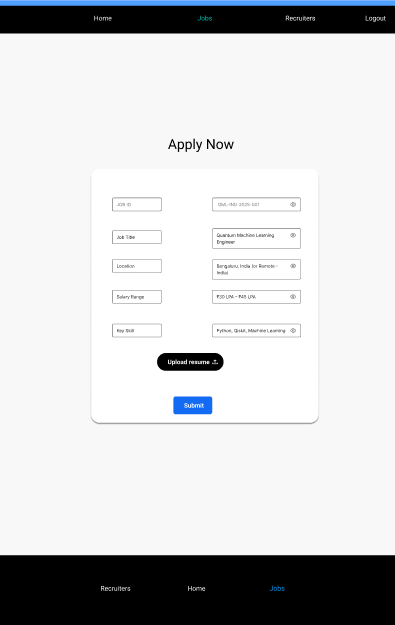 Home Jobs Recruiters Logout
Apply Now
JOB ID
QML-IND-2025-001
Job Title
Quantum Machine Learning
Engineer
Location
Bengaluru, India (or Remote –
India)
Salary Range
₹30 LPA – ₹45 LPA
Key Skill
Python, Qiskit, Machine Learning
Upload resume
Submit
Recruiters Home Jobs